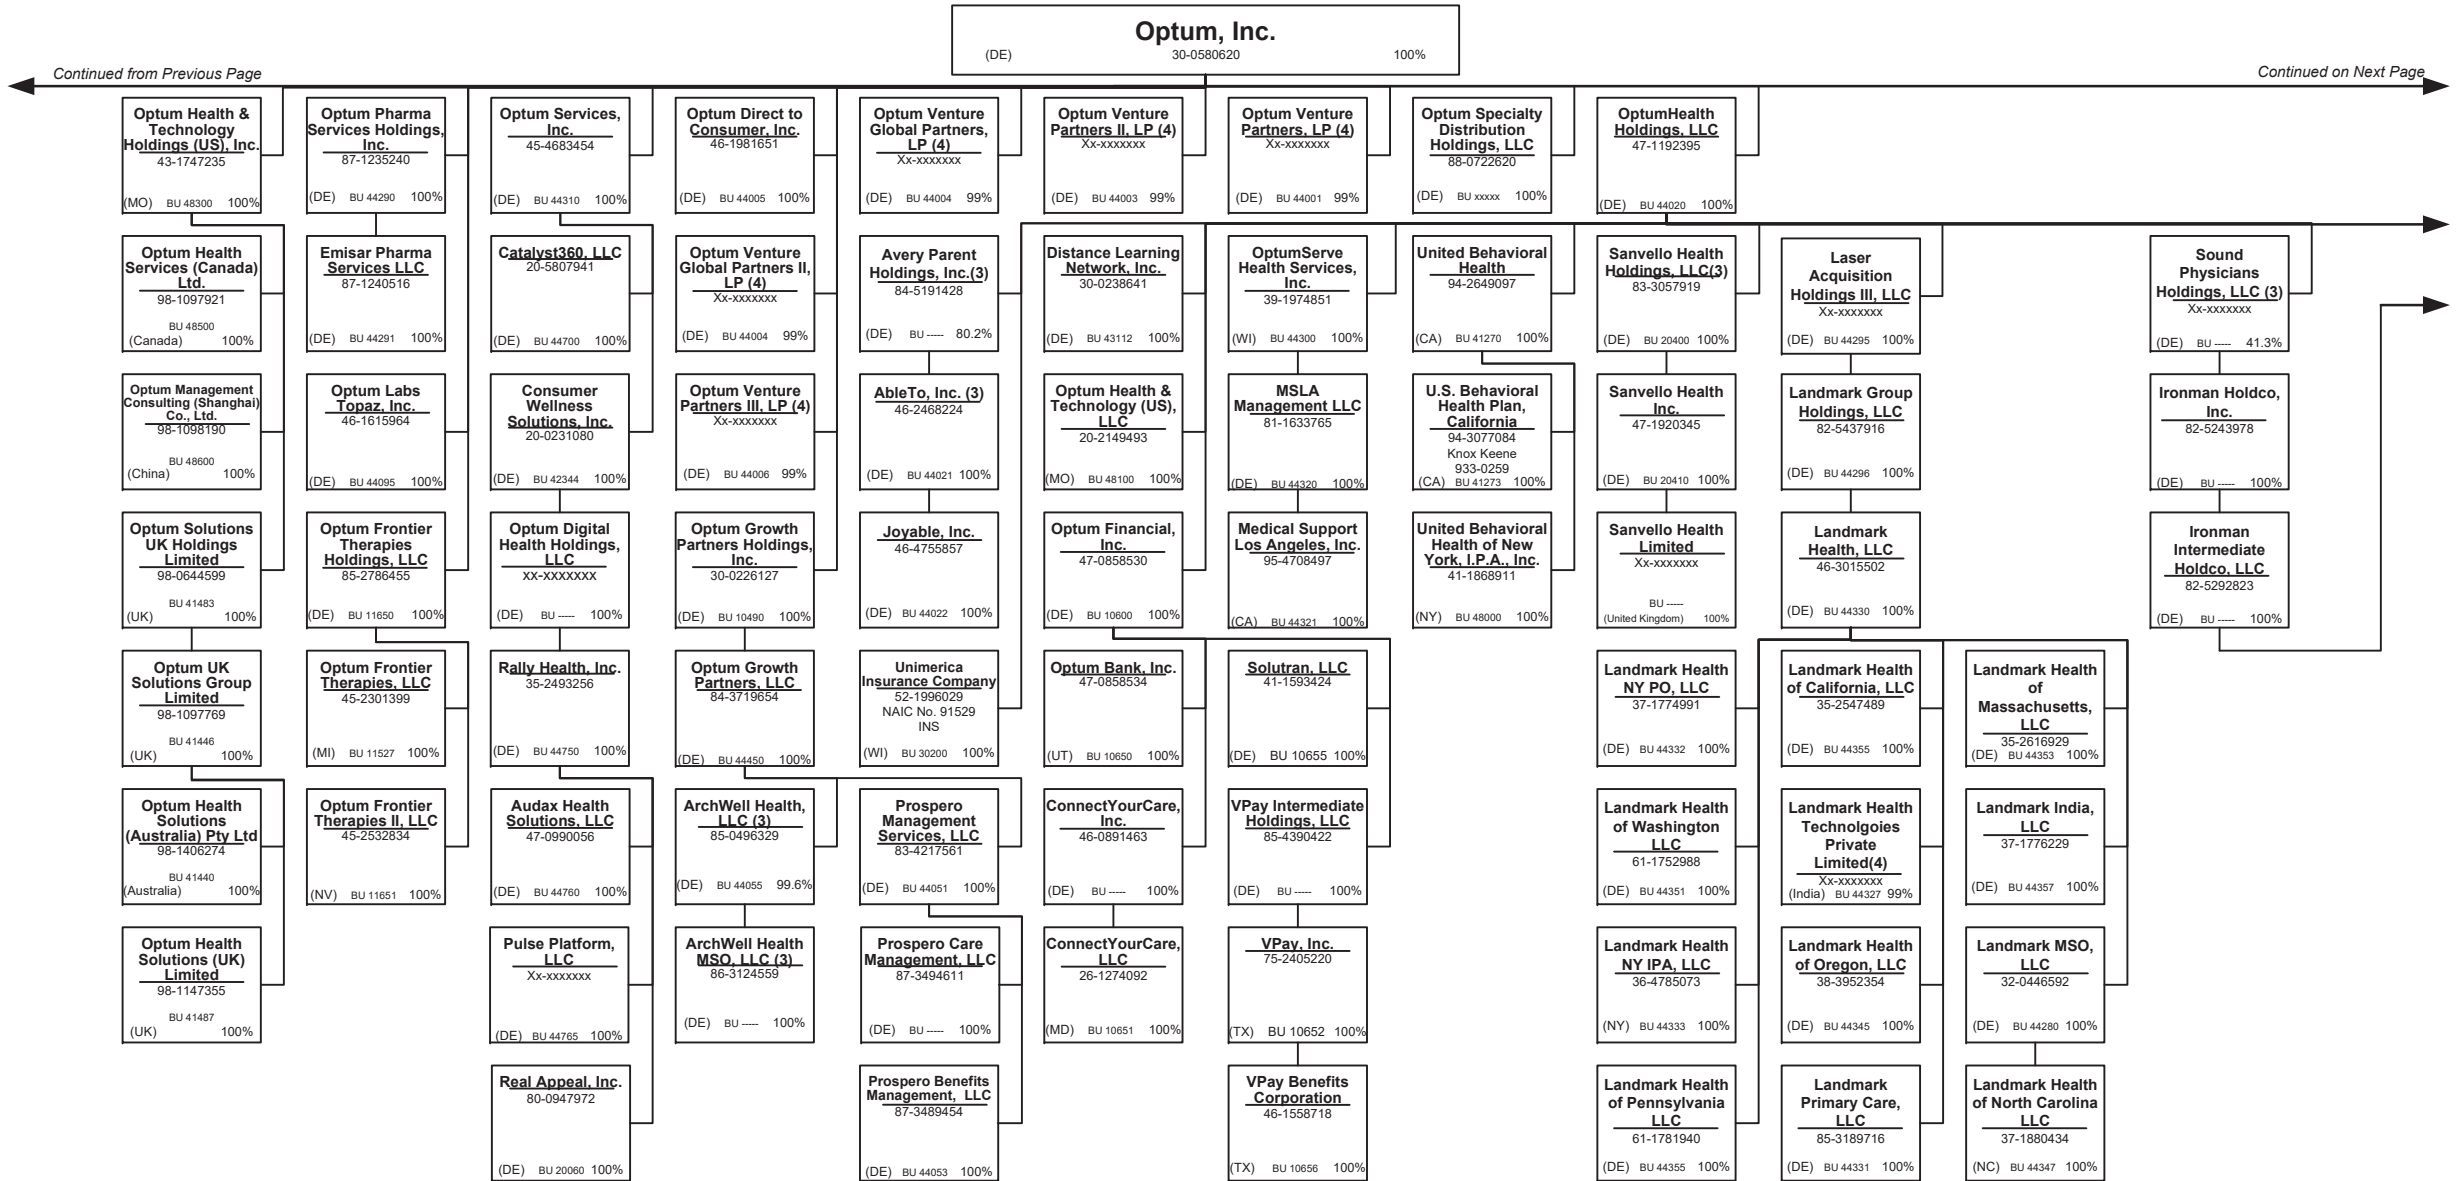 Optum, Inc.
(DE) 30-0580620 100%
Continued from Previous Page
Continued on Next Page
Optum Health &
Technology
Holdings (US), Inc.
43-1747235
(MO) BU 48300 100%
Optum Pharma
Services Holdings,
Inc.
87-1235240
(DE) BU 44290 100%
Optum Services,
Inc.
45-4683454
(DE) BU 44310 100%
Optum Direct to
Consumer, Inc.
46-1981651
(DE) BU 44005 100%
Optum Venture
Global Partners,
LP (4)
Xx-xxxxxxx
(DE) BU 44004 99%
Optum Venture
Partners II, LP (4)
Xx-xxxxxxx
(DE) BU 44003 99%
Optum Venture
Partners, LP (4)
Xx-xxxxxxx
(DE) BU 44001 99%
Optum Specialty
Distribution
Holdings, LLC
88-0722620
(DE) BU xxxxx 100%
OptumHealth
Holdings, LLC
47-1192395
(DE) BU 44020 100%
Optum Health
Services (Canada)
Ltd.
98-1097921
BU 48500
(Canada) 100%
Emisar Pharma
Services LLC
87-1240516
(DE) BU 44291 100%
Catalyst360, LLC
20-5807941
(DE) BU 44700 100%
Optum Venture
Global Partners II,
LP (4)
Xx-xxxxxxx
(DE) BU 44004 99%
Avery Parent
Holdings, Inc.(3)
84-5191428
(DE) BU ----- 80.2%
Distance Learning
Network, Inc.
30-0238641
(DE) BU 43112 100%
OptumServe
Health Services,
Inc.
39-1974851
(WI) BU 44300 100%
United Behavioral
Health
94-2649097
(CA) BU 41270 100%
Sanvello Health
Holdings, LLC(3)
83-3057919
(DE) BU 20400 100%
Laser
Acquisition
Holdings III, LLC
Xx-xxxxxxx
(DE) BU 44295 100%
Sound
Physicians
Holdings, LLC (3)
Xx-xxxxxxx
(DE) BU ----- 41.3%
Optum Management
Consulting (Shanghai)
Co., Ltd.
98-1098190
BU 48600
(China) 100%
Optum Labs
Topaz, Inc.
46-1615964
(DE) BU 44095 100%
Consumer
Wellness
Solutions, Inc.
20-0231080
(DE) BU 42344 100%
Optum Venture
Partners III, LP (4)
Xx-xxxxxxx
(DE) BU 44006 99%
AbleTo, Inc. (3)
46-2468224
(DE) BU 44021 100%
Optum Health &
Technology (US),
LLC
20-2149493
(MO) BU 48100 100%
MSLA
Management LLC
81-1633765
(DE) BU 44320 100%
U.S. Behavioral
Health Plan,
California
94-3077084
Knox Keene
933-0259
(CA) BU 41273 100%
Sanvello Health
Inc.
47-1920345
(DE) BU 20410 100%
Landmark Group
Holdings, LLC
82-5437916
(DE) BU 44296 100%
Ironman Holdco,
Inc.
82-5243978
(DE) BU ----- 100%
Optum Solutions
UK Holdings
Limited
98-0644599
BU 41483
(UK) 100%
Optum Frontier
Therapies
Holdings, LLC
85-2786455
(DE) BU 11650 100%
Optum Digital
Health Holdings,
LLC
xx-xxxxxxx
(DE) BU ----- 100%
Optum Growth
Partners Holdings,
Inc.
30-0226127
(DE) BU 10490 100%
Joyable, Inc.
46-4755857
(DE) BU 44022 100%
Optum Financial,
Inc.
47-0858530
(DE) BU 10600 100%
Medical Support
Los Angeles, Inc.
95-4708497
(CA) BU 44321 100%
United Behavioral
Health of New
York, I.P.A., Inc.
41-1868911
(NY) BU 48000 100%
Sanvello Health
Limited
Xx-xxxxxxx
BU -----
(United Kingdom) 100%
Landmark
Health, LLC
46-3015502
(DE) BU 44330 100%
Ironman
Intermediate
Holdco, LLC
82-5292823
(DE) BU ----- 100%
Optum UK
Solutions Group
Limited
98-1097769
BU 41446
(UK) 100%
Optum Frontier
Therapies, LLC
45-2301399
(MI) BU 11527 100%
Rally Health, Inc.
35-2493256
(DE) BU 44750 100%
Optum Growth
Partners, LLC
84-3719654
(DE) BU 44450 100%
Unimerica
Insurance Company
52-1996029
NAIC No. 91529
INS
(WI) BU 30200 100%
Optum Bank, Inc.
47-0858534
(UT) BU 10650 100%
Solutran, LLC
41-1593424
(DE) BU 10655 100%
Landmark Health
NY PO, LLC
37-1774991
(DE) BU 44332 100%
Landmark Health
of California, LLC
35-2547489
(DE) BU 44355 100%
Landmark Health
of
Massachusetts,
LLC
35-2616929
(DE) BU 44353 100%
Optum Health
Solutions
(Australia) Pty Ltd
98-1406274
BU 41440
(Australia) 100%
Optum Frontier
Therapies II, LLC
45-2532834
(NV) BU 11651 100%
Audax Health
Solutions, LLC
47-0990056
(DE) BU 44760 100%
ArchWell Health,
LLC (3)
85-0496329
(DE) BU 44055 99.6%
Prospero
Management
Services, LLC
83-4217561
(DE) BU 44051 100%
ConnectYourCare,
Inc.
46-0891463
(DE) BU ----- 100%
VPay Intermediate
Holdings, LLC
85-4390422
(DE) BU ----- 100%
Landmark Health
of Washington
LLC
61-1752988
(DE) BU 44351 100%
Landmark Health
Technolgoies
Private
Limited(4)
Xx-xxxxxxx
(India) BU 44327 99%
Landmark India,
LLC
37-1776229
(DE) BU 44357 100%
Optum Health
Solutions (UK)
Limited
98-1147355
BU 41487
(UK) 100%
Pulse Platform,
LLC
Xx-xxxxxxx
(DE) BU 44765 100%
ArchWell Health
MSO, LLC (3)
86-3124559
(DE) BU ----- 100%
Prospero Care
Management, LLC
87-3494611
(DE) BU ----- 100%
ConnectYourCare,
LLC
26-1274092
(MD) BU 10651 100%
VPay, Inc.
75-2405220
(TX) BU 10652 100%
Landmark Health
NY IPA, LLC
36-4785073
(NY) BU 44333 100%
Landmark Health
of Oregon, LLC
38-3952354
(DE) BU 44345 100%
Landmark MSO,
LLC
32-0446592
(DE) BU 44280 100%
Real Appeal, Inc.
80-0947972
(DE) BU 20060 100%
Prospero Benefits
Management, LLC
87-3489454
(DE) BU 44053 100%
VPay Benefits
Corporation
46-1558718
(TX) BU 10656 100%
Landmark Health
of Pennsylvania
LLC
61-1781940
(DE) BU 44355 100%
Landmark
Primary Care,
LLC
85-3189716
(DE) BU 44331 100%
Landmark Health
of North Carolina
LLC
37-1880434
(NC) BU 44347 100%